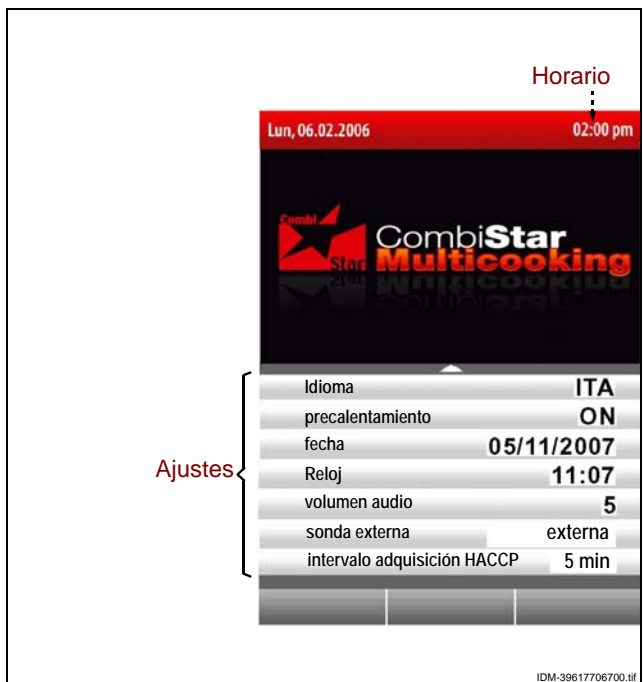 Horario
Lun, 06.02.2006 02:00 pm
Combi
Star
CombiStar
Multicooking
Idioma ITA
precalentamiento ON
fecha 05/11/2007
Ajustes
Reloj 11:07
volumen audio 5
sonda externa externa
intervalo adquisición HACCP 5 min
IDM-39617706700.tif